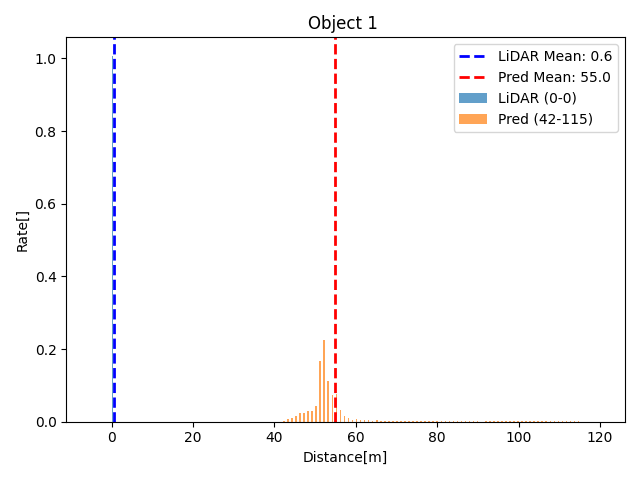 Object 1
LiDAR Mean: 0.6
Pred Mean: 55.0
LiDAR (0-0)
Pred (42-115)
Rate[]
1.0
0.8
0.6
0.4
0.2
0.0
0 20 40 60 80 100 120
Distance[m]